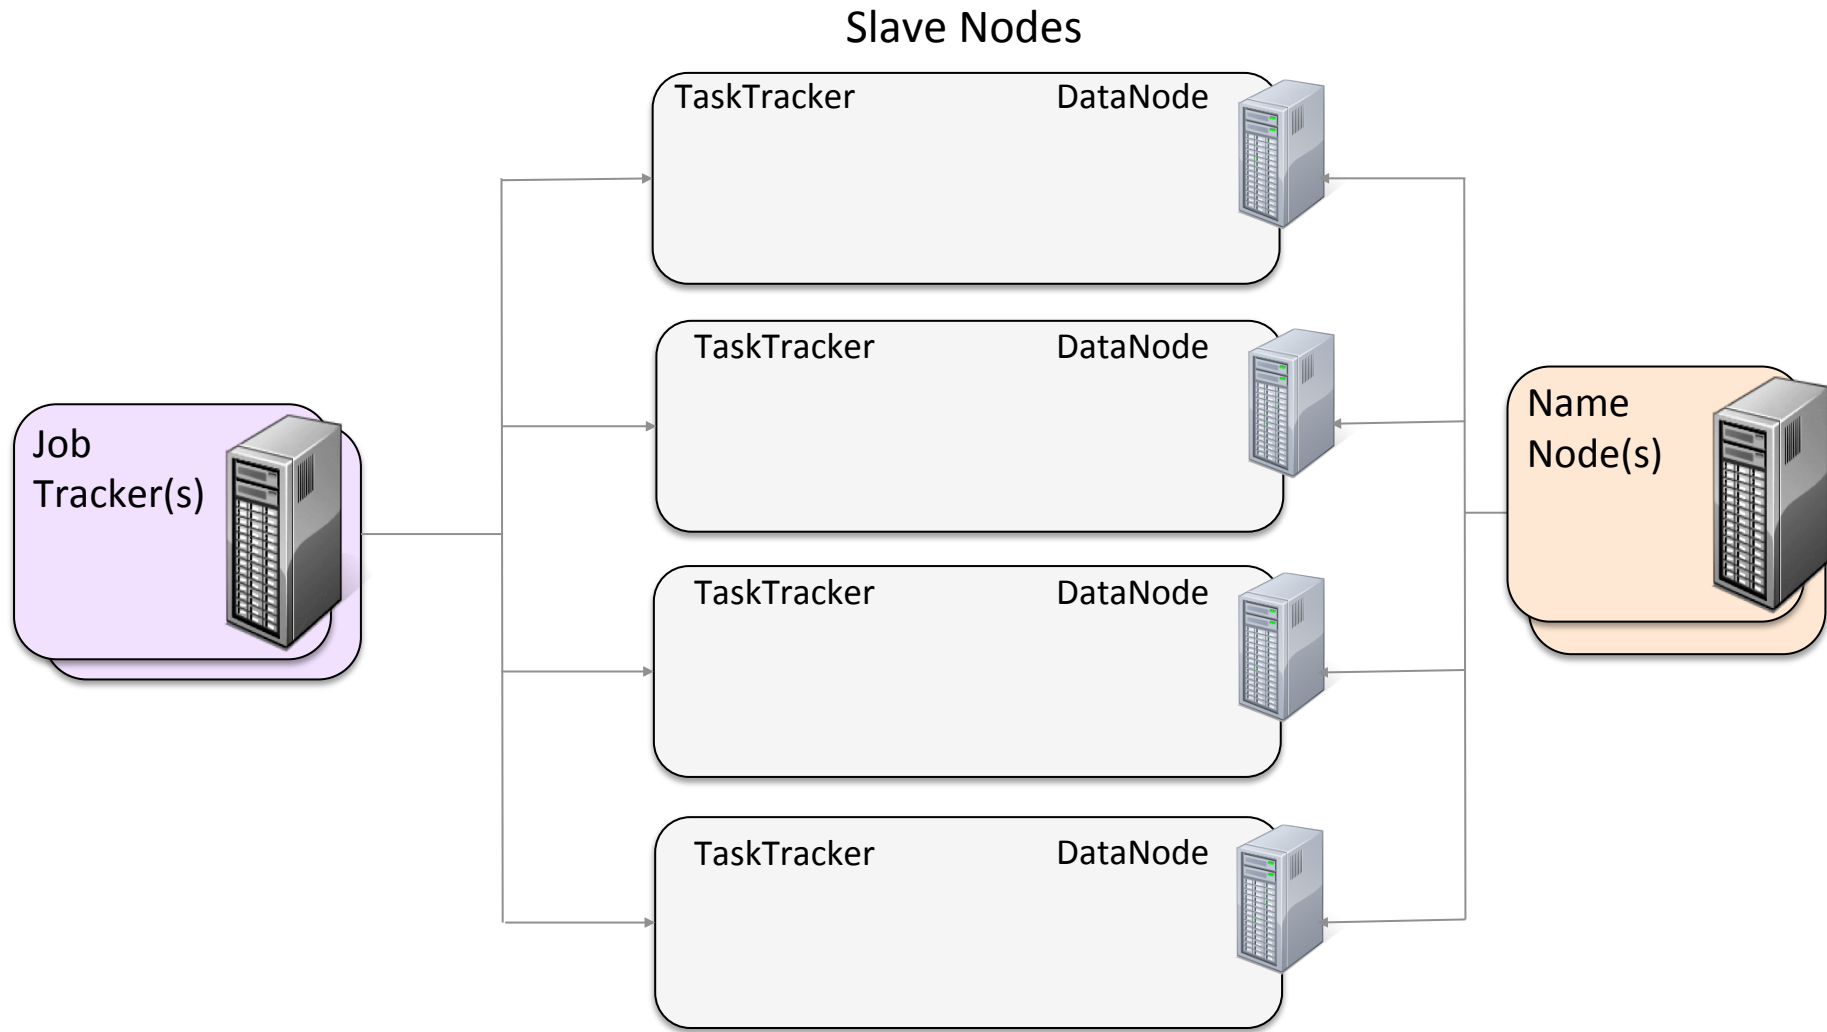 Slave Nodes
TaskTracker DataNode
TaskTracker DataNode
Job
Tracker(s)
Name
Node(s)
TaskTracker DataNode
TaskTracker DataNode